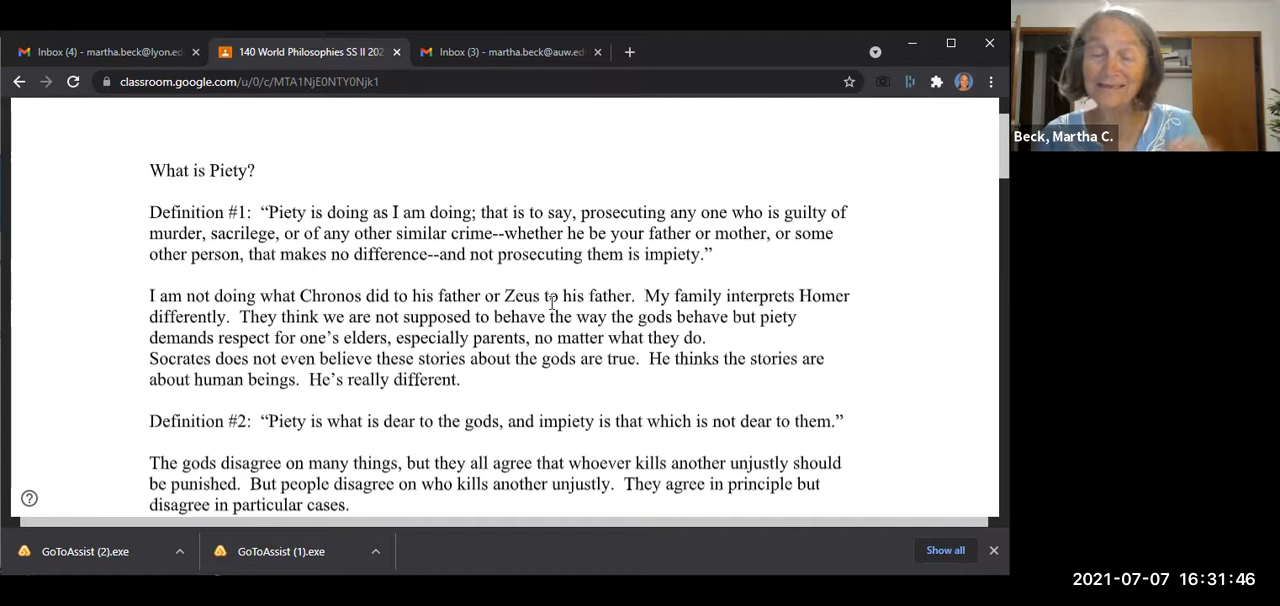 Inbox (4) - martha.beck@lyon.ed
140 World Philosophies SS II 202
Inbox (3) - martha.beck@auw.ed
classroom.google.com/u/0/c/MTA1NjE0NTY0Njk1
Beck, Martha C.
What is Piety?
Definition #1: “Piety is doing as I am doing; that is to say, prosecuting any one who is guilty of
murder, sacrilege, or of any other similar crime--whether he be your father or mother, or some
other person, that makes no difference--and not prosecuting them is impiety.”
I am not doing what Chronos did to his father or Zeus to his father. My family interprets Homer
differently. They think we are not supposed to behave the way the gods behave but piety
demands respect for one’s elders, especially parents, no matter what they do.
Socrates does not even believe these stories about the gods are true. He thinks the stories are
about human beings. He’s really different.
Definition #2: “Piety is what is dear to the gods, and impiety is that which is not dear to them.”
The gods disagree on many things, but they all agree that whoever kills another unjustly should
be punished. But people disagree on who kills another unjustly. They agree in principle but
disagree in particular cases.
GoToAssist (2).exe
GoToAssist (1).exe
Show all
2021-07-07 16:31:46